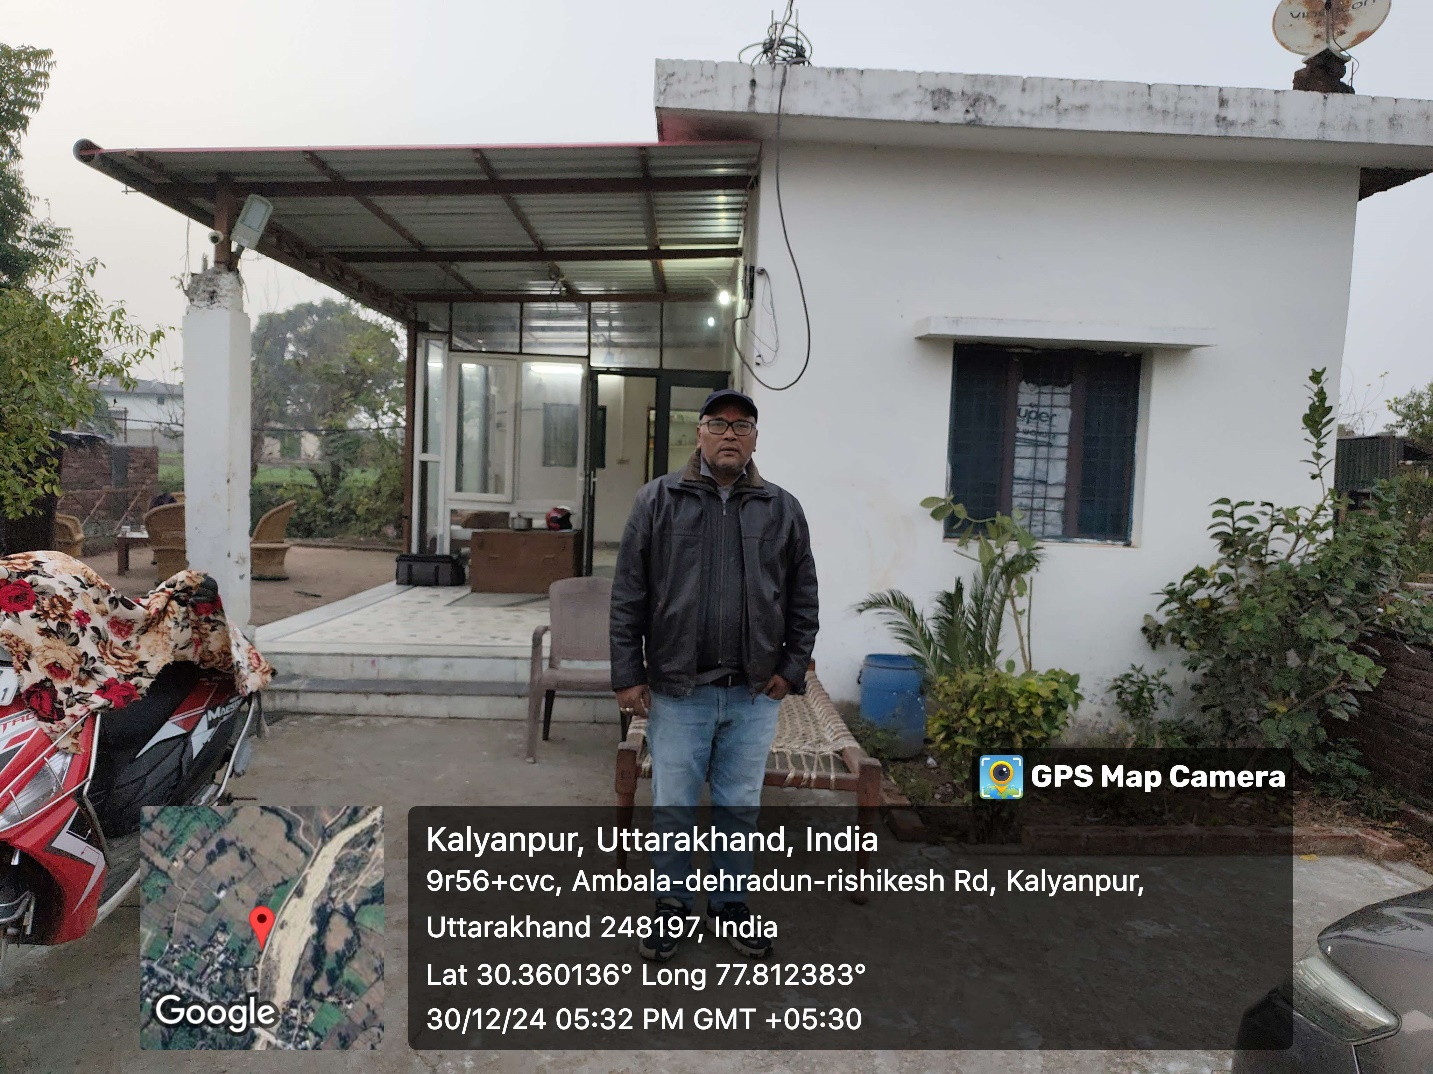 GPS Map Camera
Kalyanpur, Uttarakhand, India
9r56+cvc, Ambala-dehradun-rishikesh Rd, Kalyanpur,
Uttarakhand 248197, India
Lat 30.360136° Long 77.812383°
30/12/24 05:32 PM GMT +05:30
Google